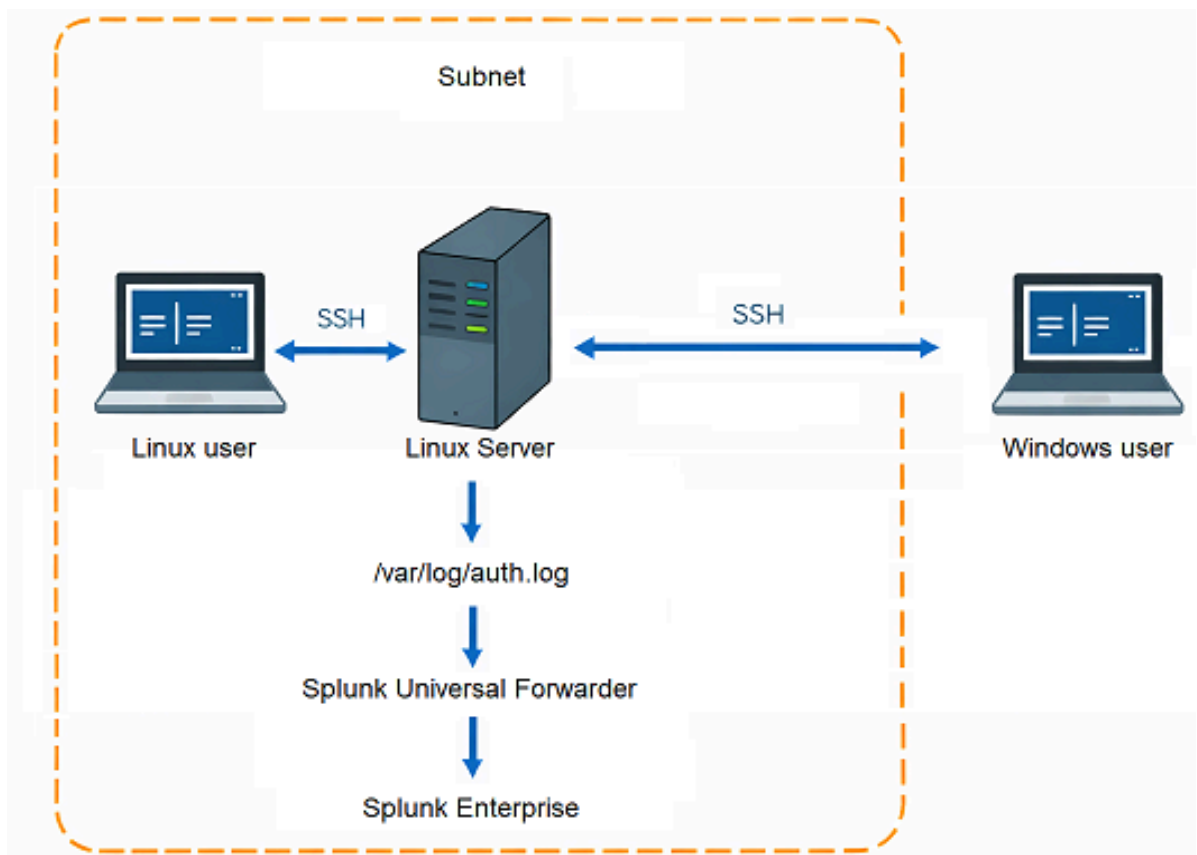 Subnet
SSH
SSH
Linux user
Linux Server
Windows user
/var/log/auth.log
Splunk Universal Forwarder
Splunk Enterprise